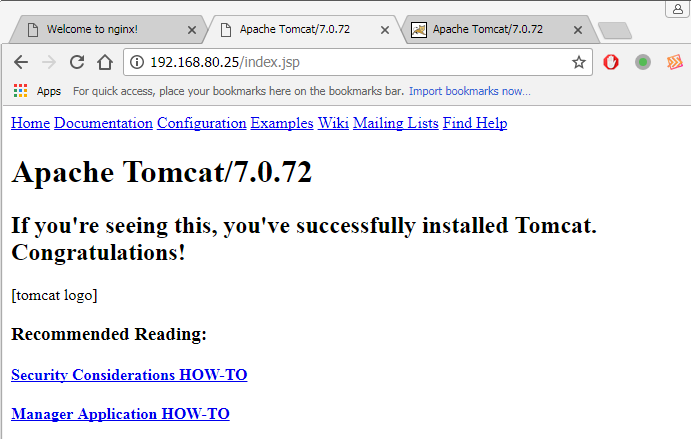 Welcome to nginx! Apache Tomcat/7.0.72 Apache Tomcat/7.0.72
192.168.80.25/index.jsp
Apps For quick access, place your bookmarks here on the bookmarks bar. Import bookmarks now...
Home Documentation Configuration Examples Wiki Mailing Lists Find Help
Apache Tomcat/7.0.72
If you're seeing this, you've successfully installed Tomcat.
Congratulations!
[tomcat logo]
Recommended Reading:
Security Considerations HOW-TO
Manager Application HOW-TO